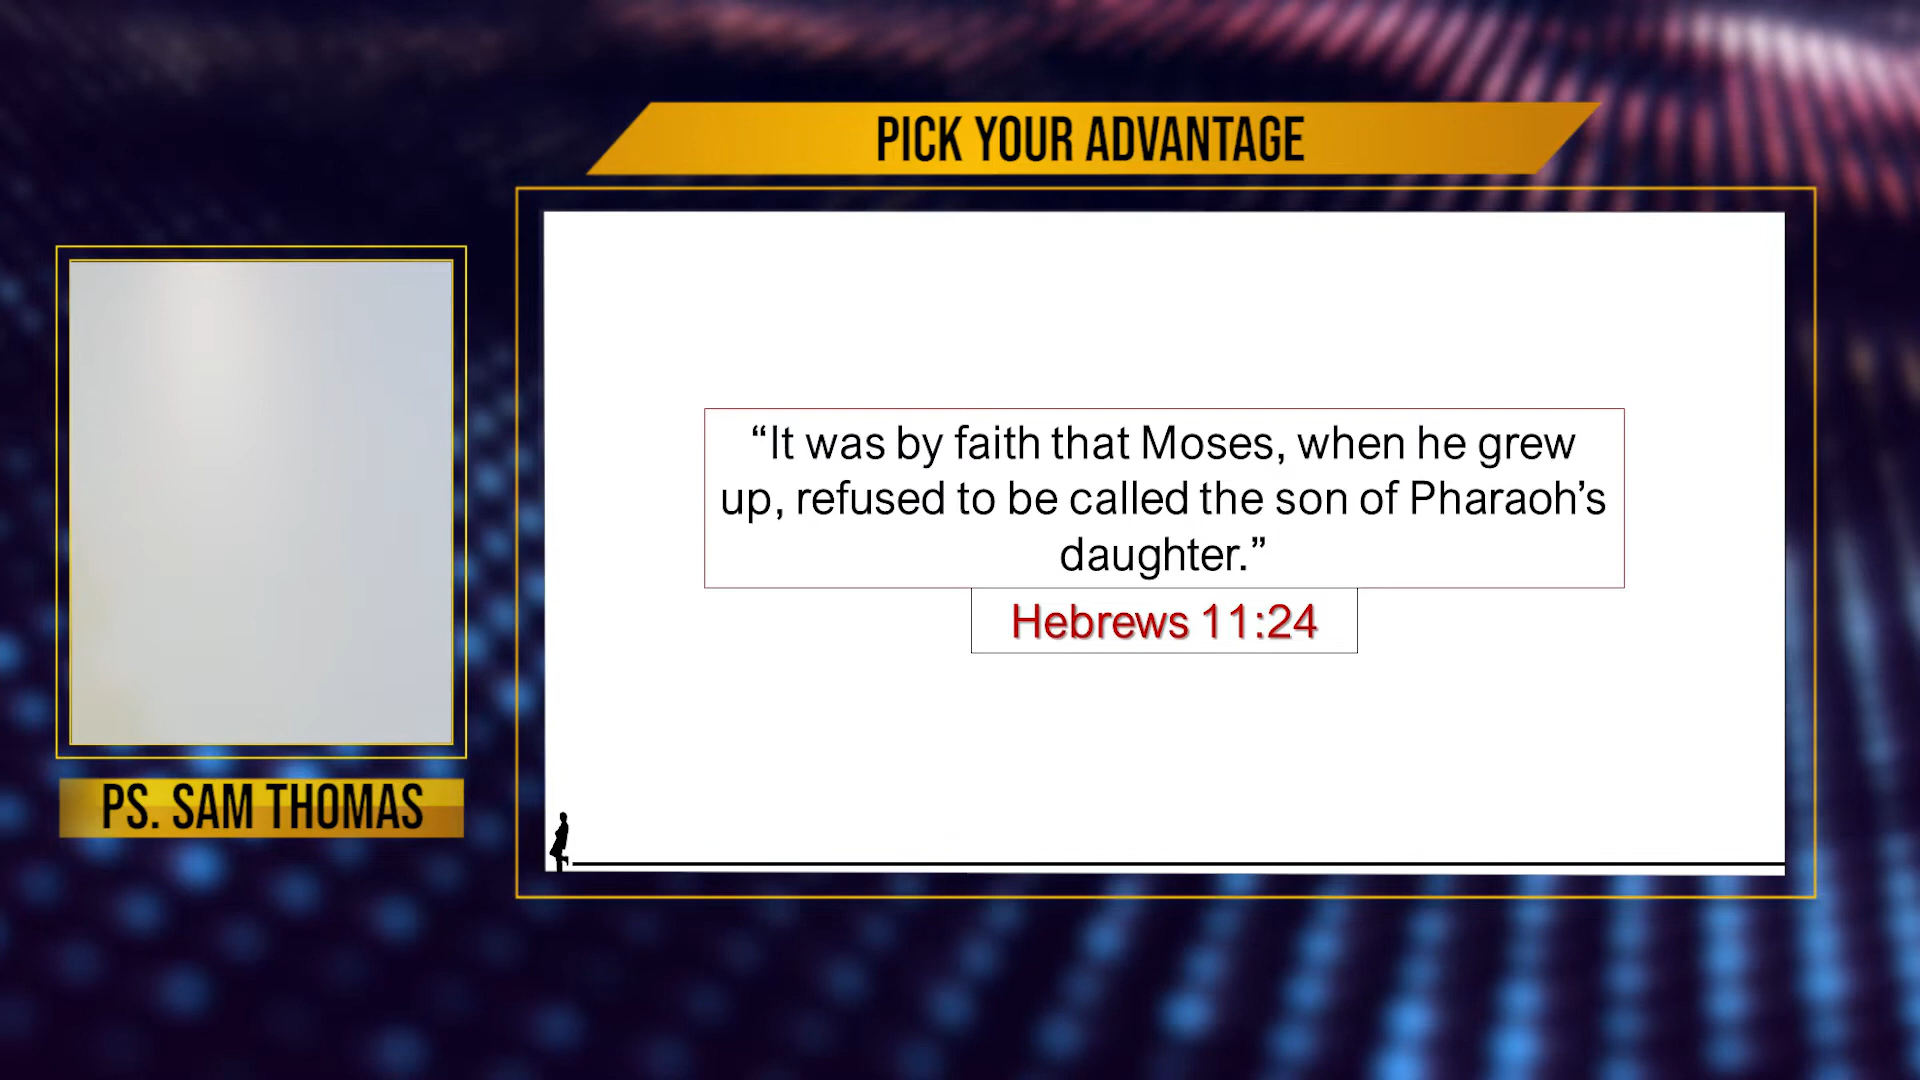 PICK YOUR ADVANTAGE
“It was by faith that Moses, when he grew
up, refused to be called the son of Pharaoh’s
daughter.”
Hebrews 11:24
PS. SAM THOMAS